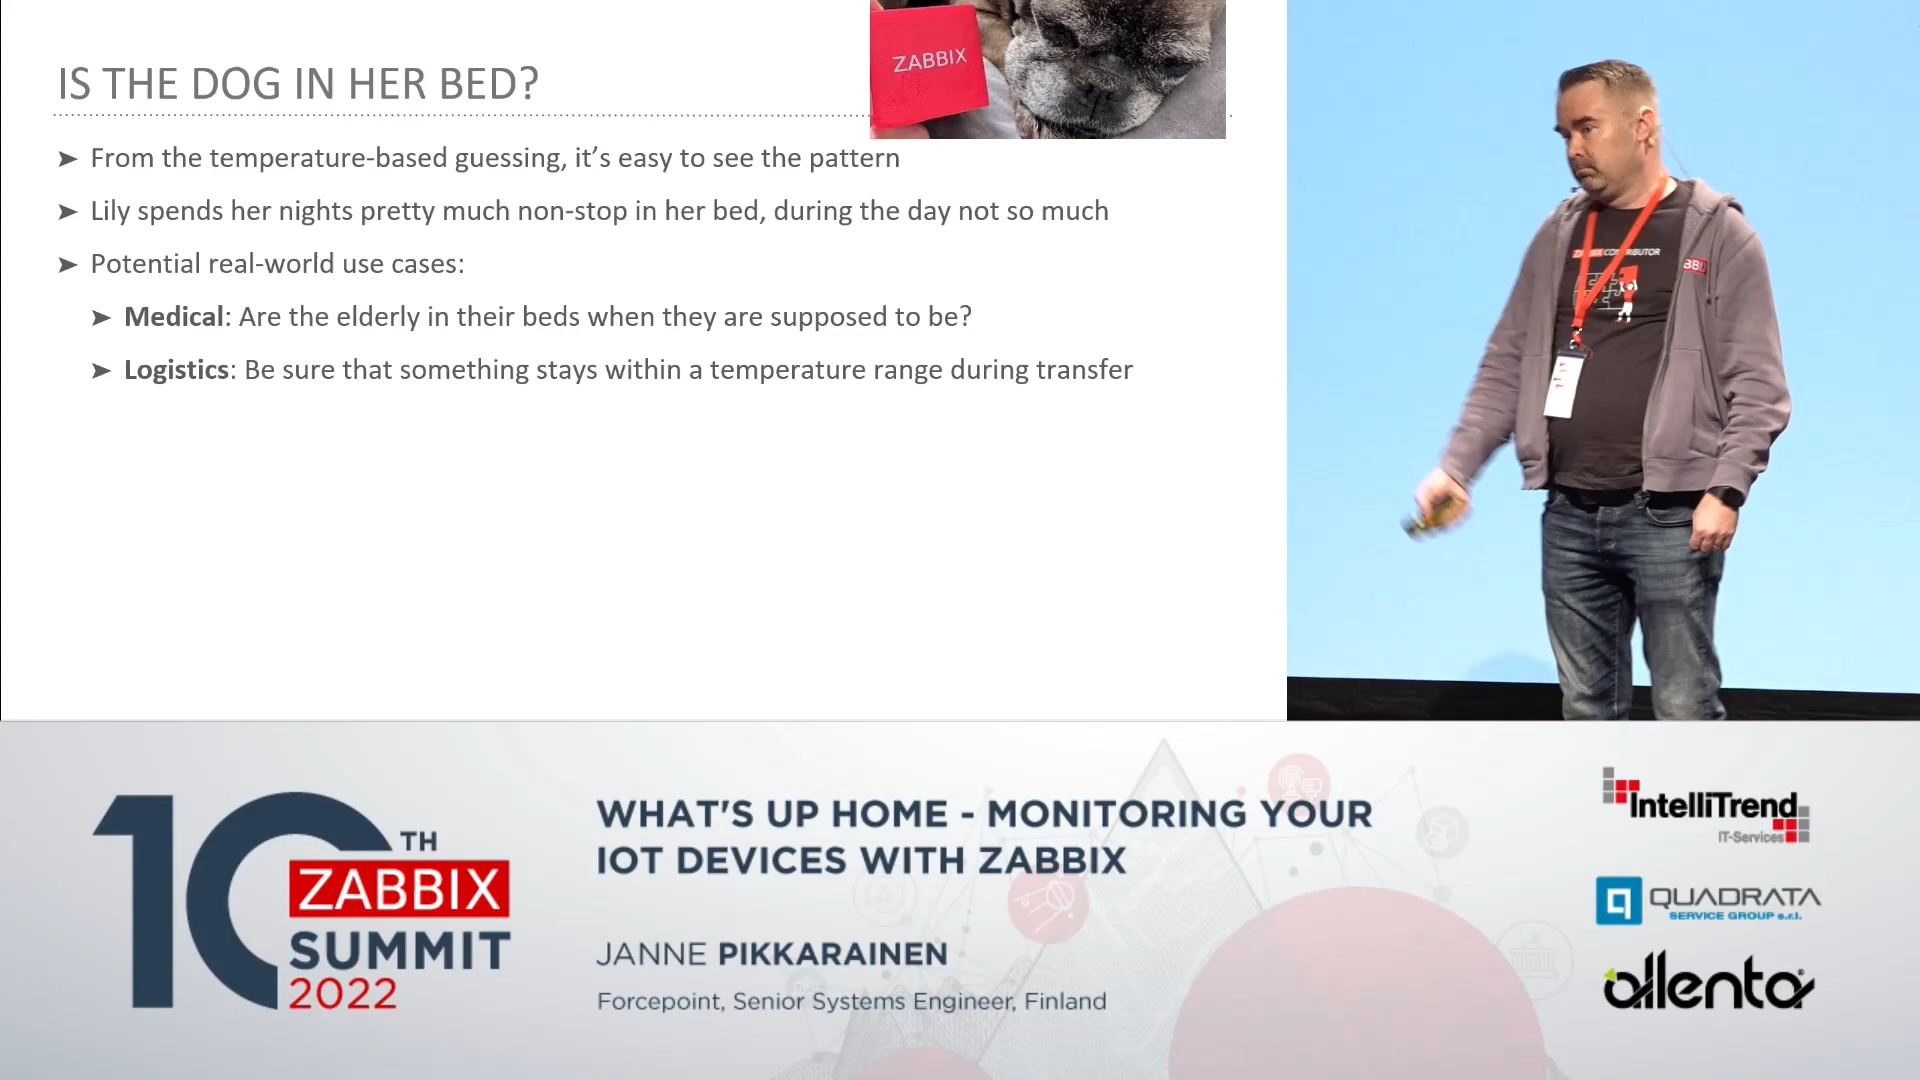 IS THE DOG IN HER BED?
ZABBIX
➤ From the temperature-based guessing, it’s easy to see the pattern
➤ Lily spends her nights pretty much non-stop in her bed, during the day not so much
➤ Potential real-world use cases:
➤ Medical: Are the elderly in their beds when they are supposed to be?
➤ Logistics: Be sure that something stays within a temperature range during transfer
ZABBIX CONTRIBUTOR
10TH
ZABBIX
SUMMIT
2022
WHAT'S UP HOME - MONITORING YOUR
IOT DEVICES WITH ZABBIX
JANNE PIKKARAINEN
Forcepoint, Senior Systems Engineer, Finland
IntelliTrend
IT-Services
QUADRATA
SERVICE GROUP s.r.l.
allenta